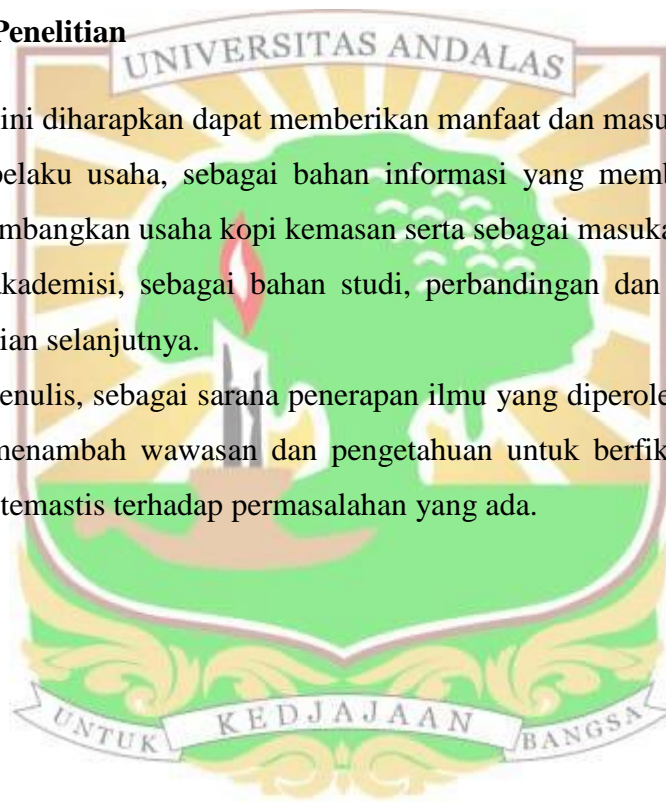 Penelitian
UNIVERSITAS ANDALAS
ini diharapkan dapat memberikan manfaat dan masu
pelaku usaha, sebagai bahan informasi yang memb
mbangkan usaha kopi kemasan serta sebagai masuka
akademisi, sebagai bahan studi, perbandingan dan
ian selanjutnya.
enulis, sebagai sarana penerapan ilmu yang diperole
menambah wawasan dan pengetahuan untuk berfik
temastis terhadap permasalahan yang ada.
UNTUK KEDJAJAAN BANGSA